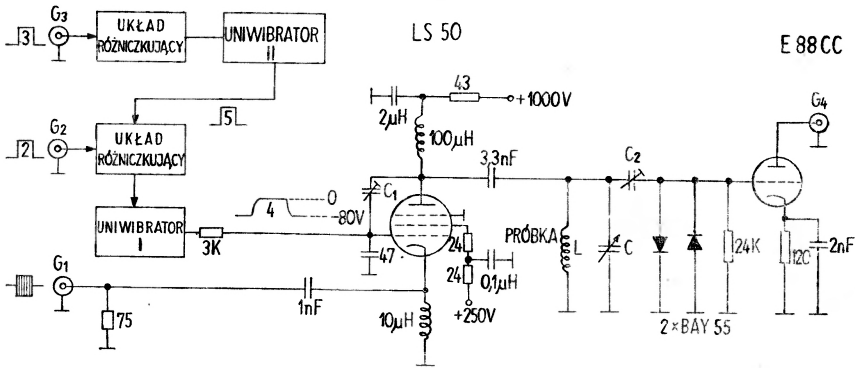 LS 50
E 88CC
G3
3
UKŁAD
RÓŻNICZKUJĄCY
UNIWIBRATOR
II
G2
2
UKŁAD
RÓŻNICZKUJĄCY
5
UNIWIBRATOR
I
3K
4
0
-80V
G1
75
1nF
47
C1
2µH
43
+1000V
100µH
3,3nF
24
24
0,1µH
+250V
10µH
PRÓBKA
L
C
C2
2×BAY 55
24K
120
2nF
G4